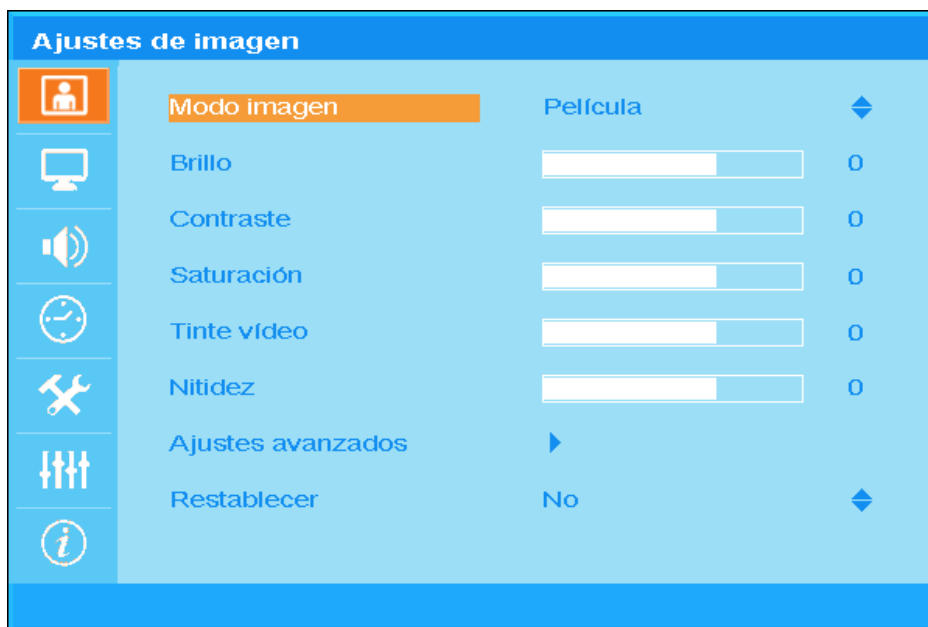 Ajustes de imagen
Modo imagen Película
Brillo 0
Contraste 0
Saturación 0
Tinte vídeo 0
Nitidez 0
Ajustes avanzados
Restablecer No